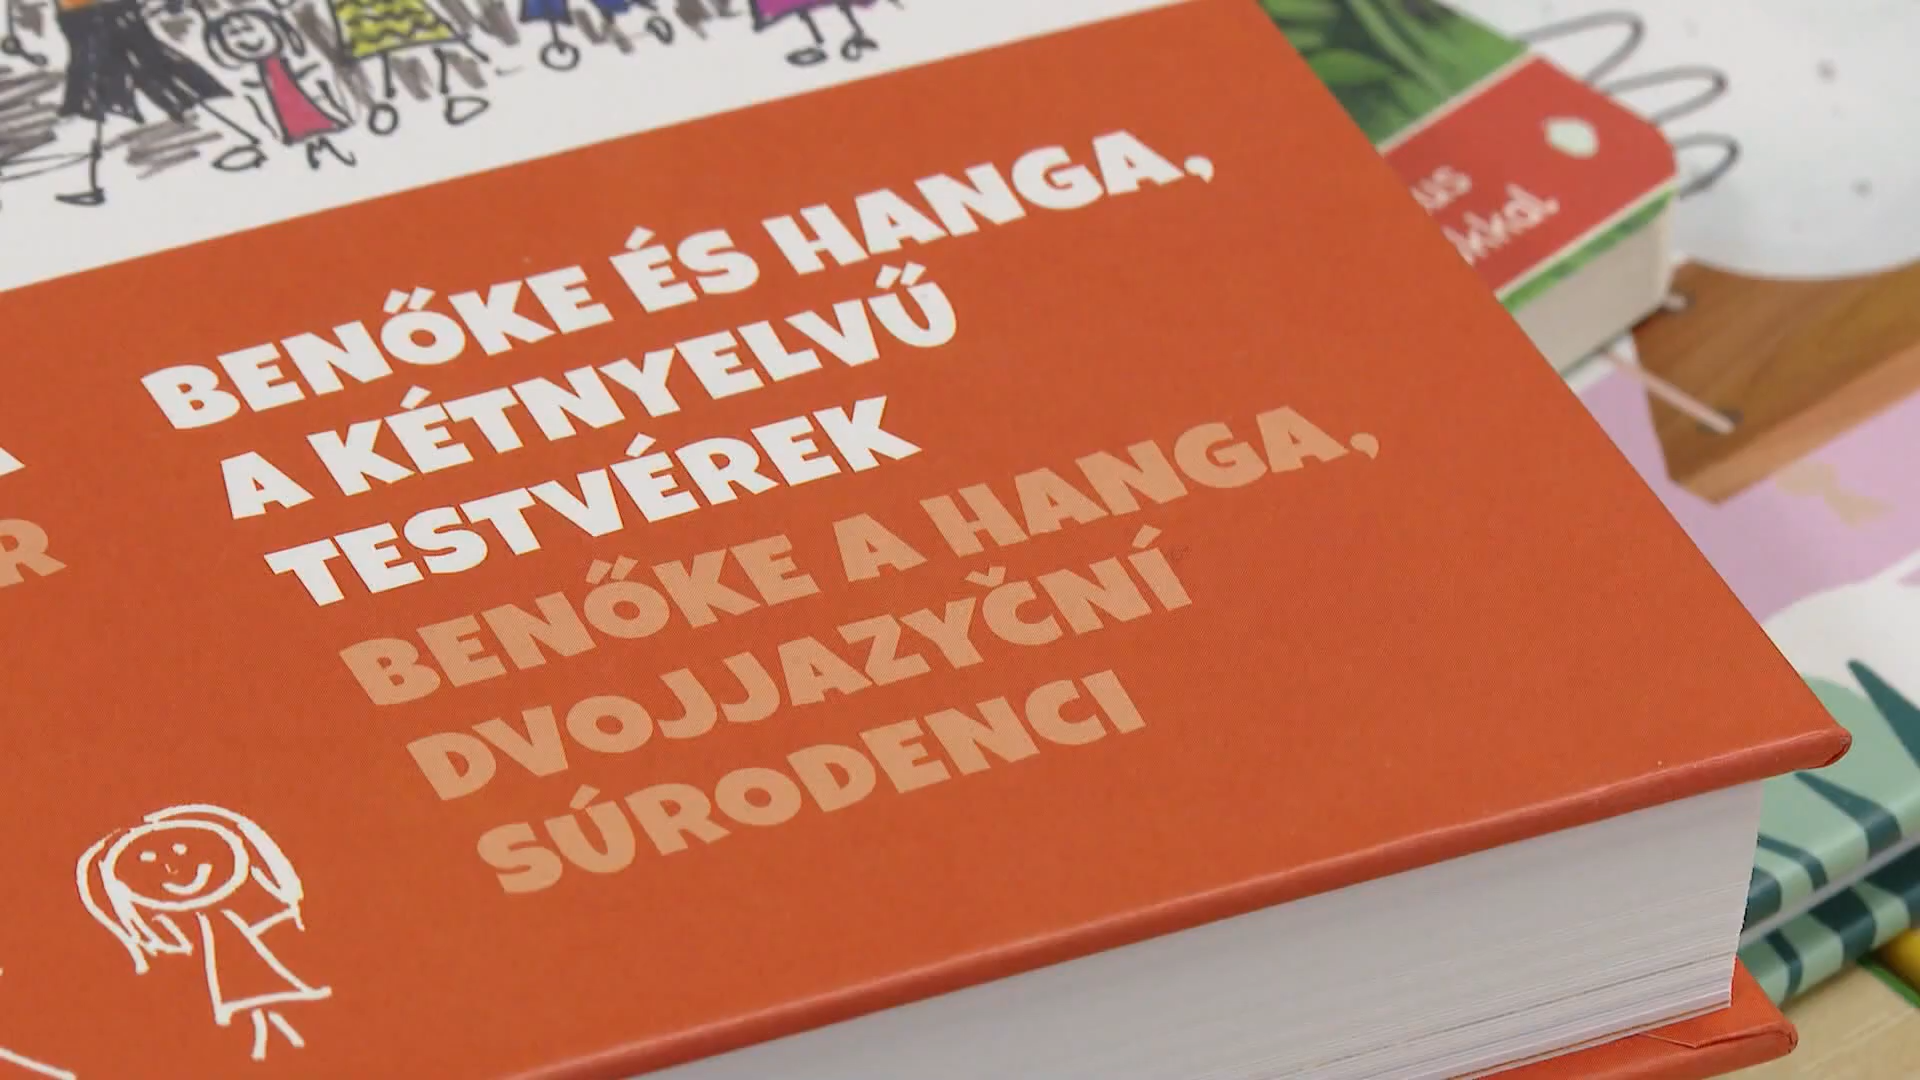 BENŐKE ÉS HANGA,
A KÉTNYELVŰ
TESTVÉREK
BENŐKE A HANGA,
DVOJJAZYČNÍ
SÚRODENCI